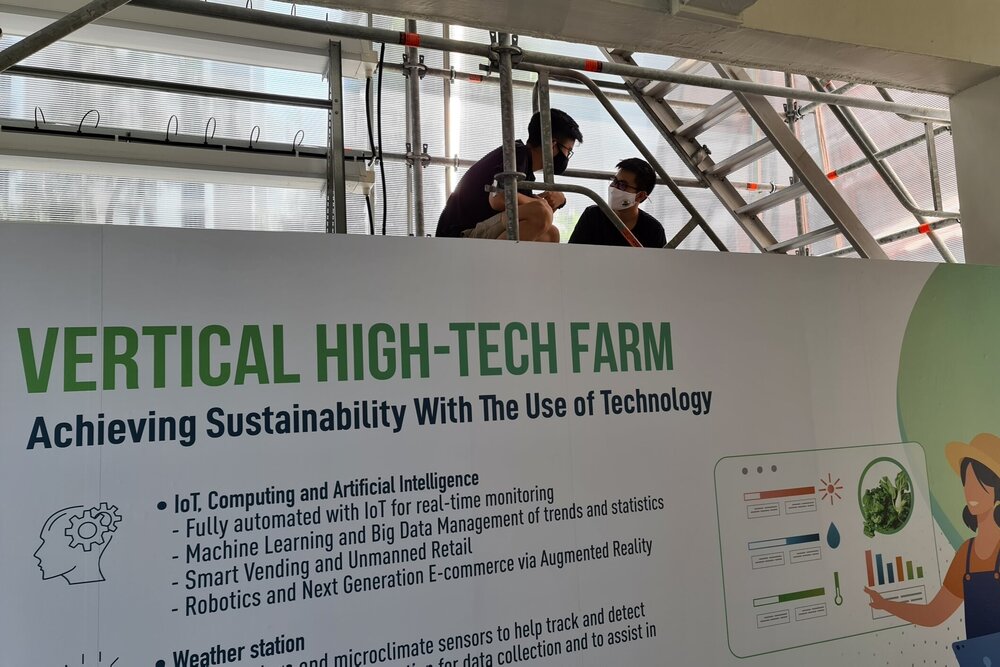 VERTICAL HIGH-TECH FARM
Achieving Sustainability With The Use of Technology
• IoT, Computing and Artificial Intelligence
- Fully automated with IoT for real-time monitoring
- Machine Learning and Big Data Management of trends and statistics
- Smart Vending and Unmanned Retail
- Robotics and Next Generation E-commerce via Augmented Reality
• Weather station
and microclimate sensors to help track and detect
for data collection and to assist in